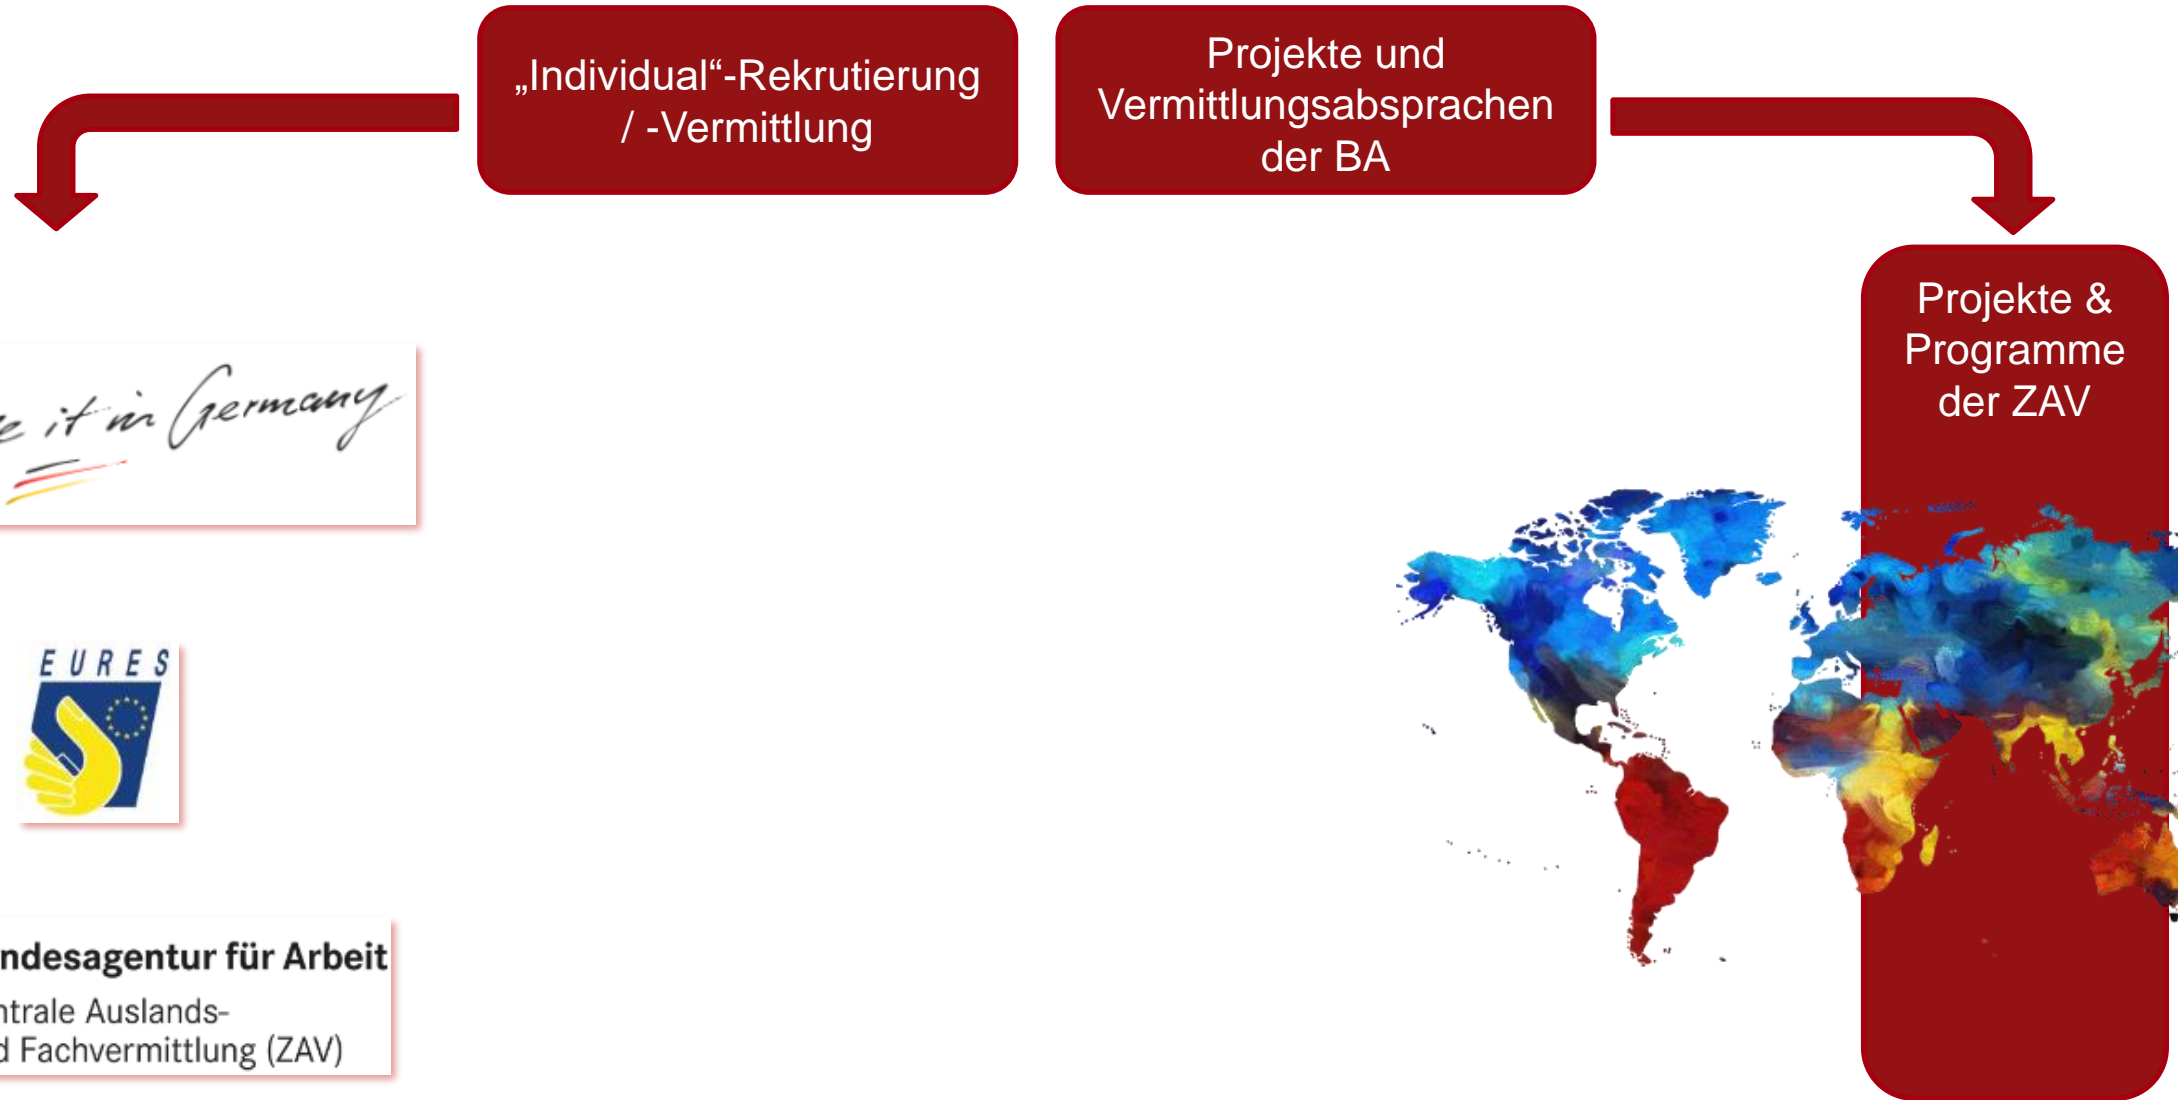 „Individual“-Rekrutierung
/ -Vermittlung
Projekte und
Vermittlungsabsprachen
der BA
Projekte &
Programme
der ZAV
e it in Germany
EURES
ndesagentur für Arbeit
ntrale Auslands-
d Fachvermittlung (ZAV)